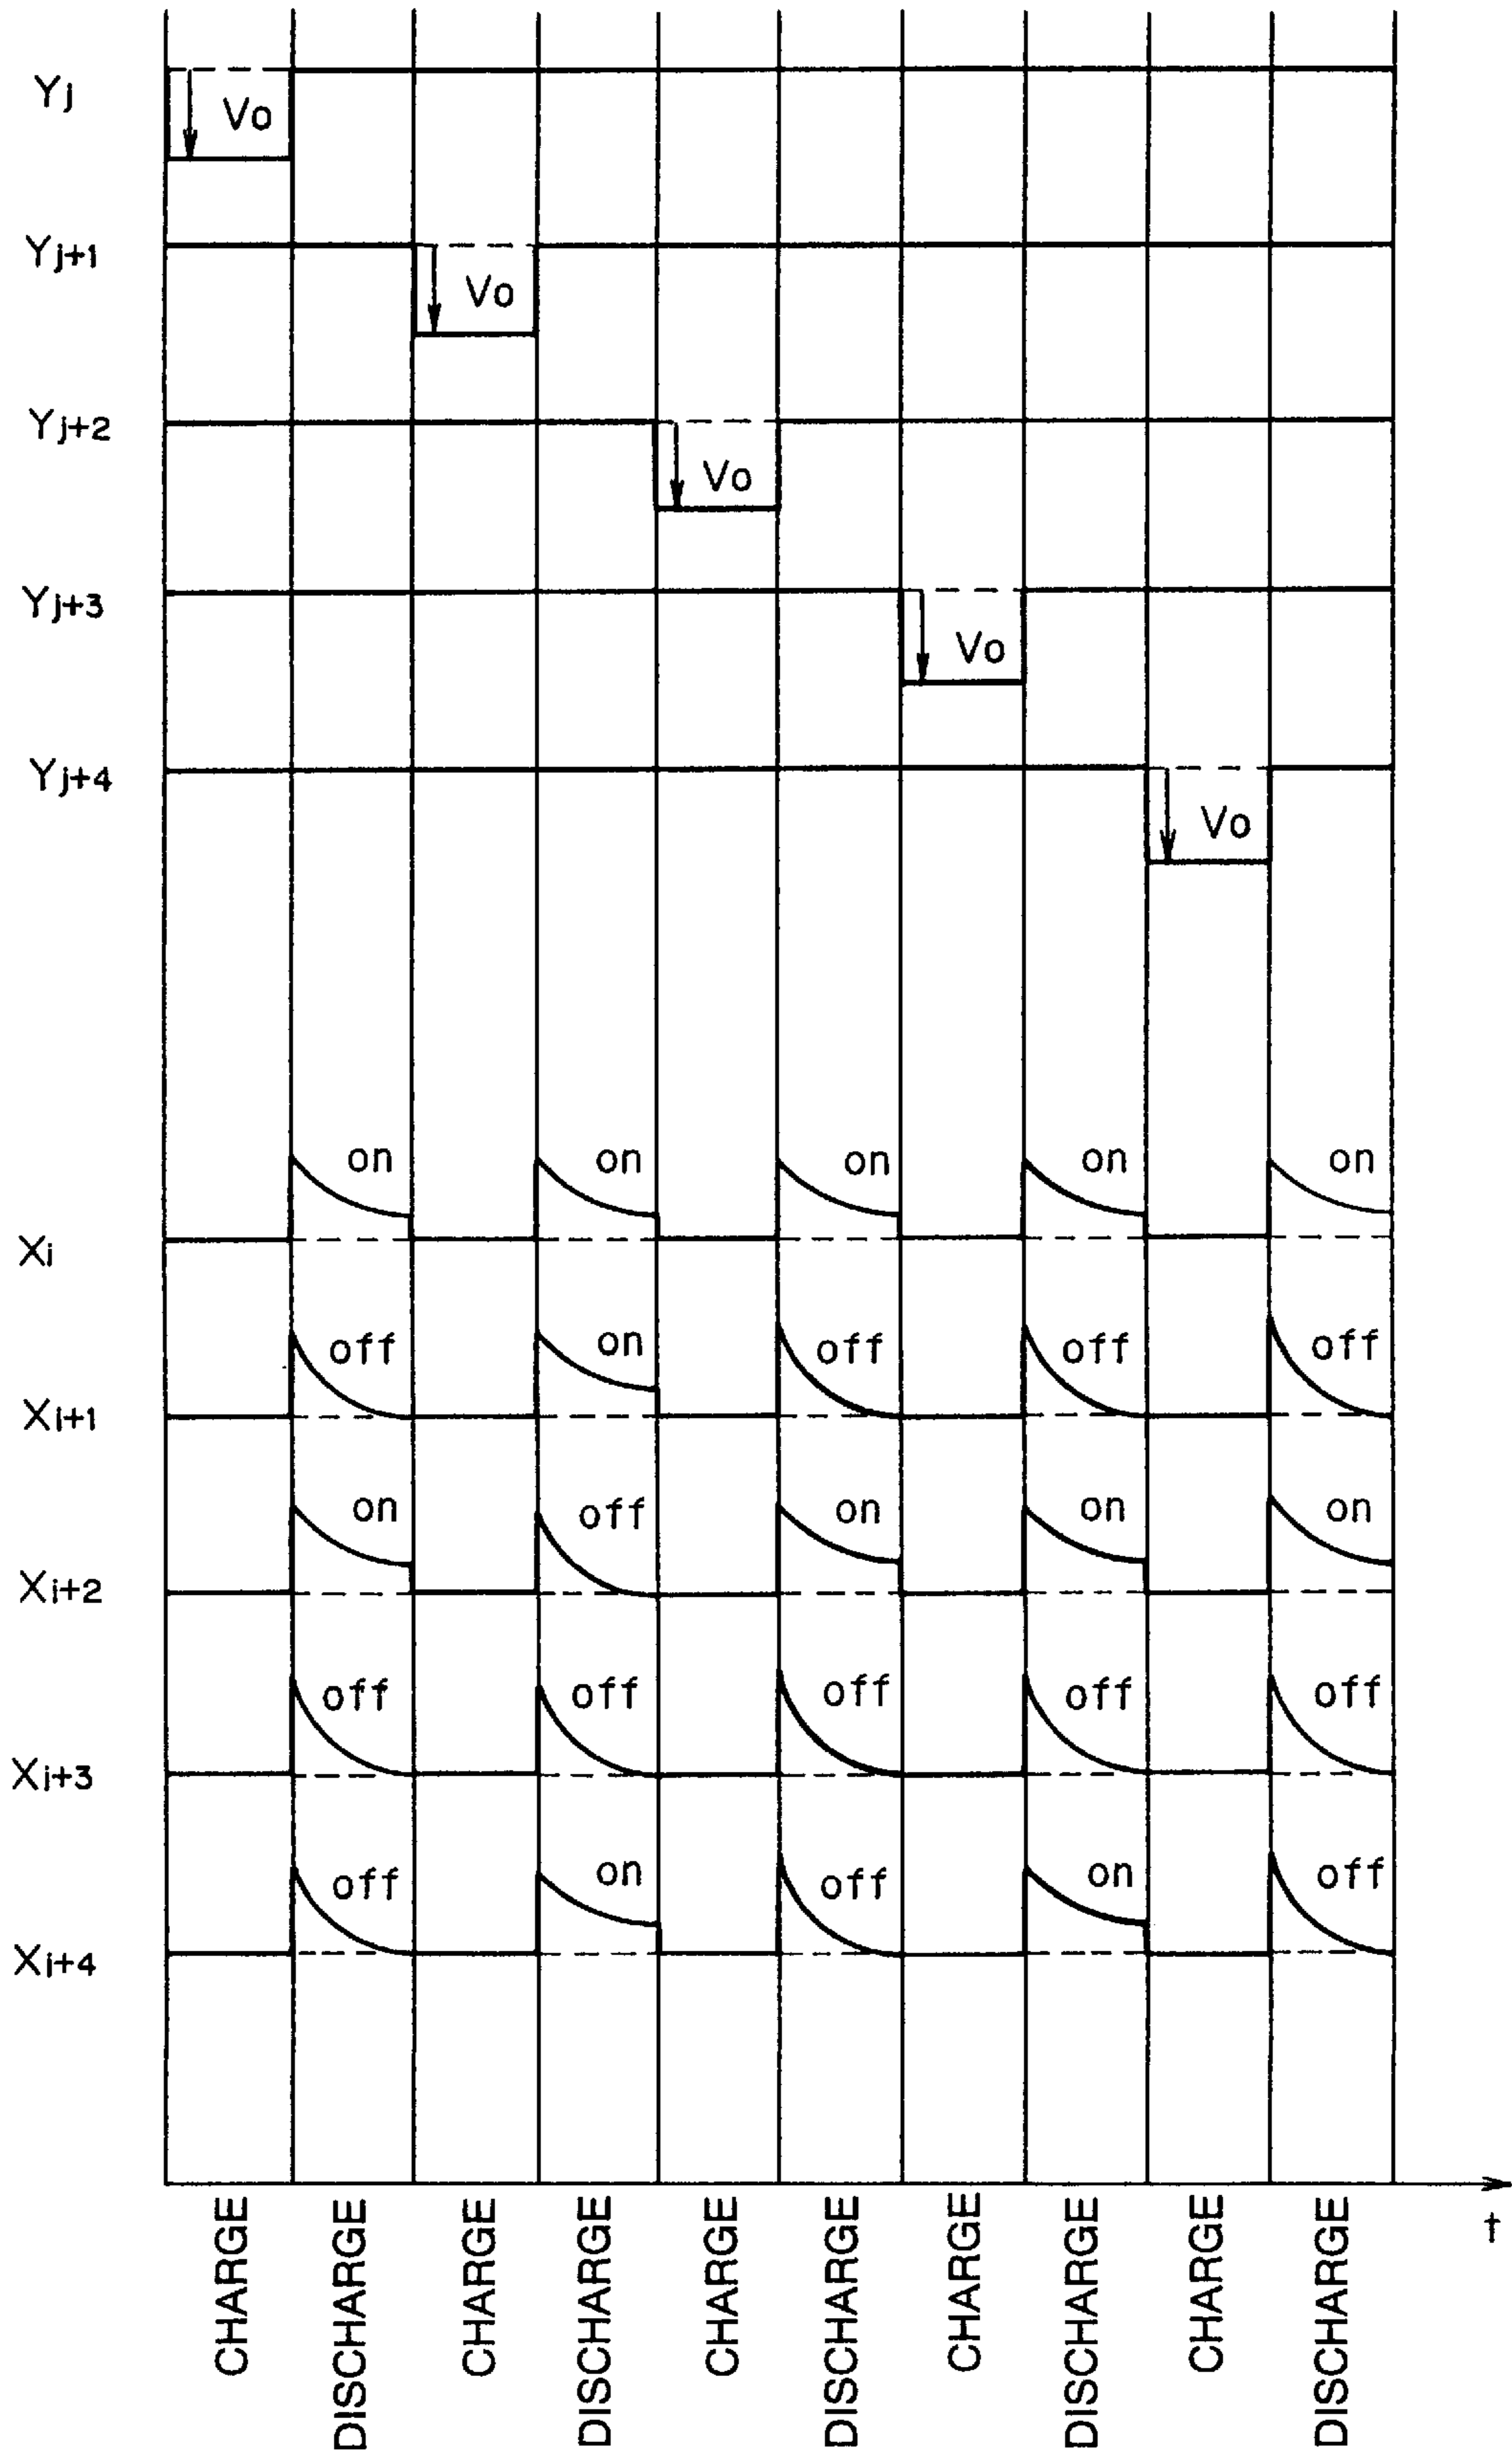 Yj
Vo
Yj+1
Vo
Yj+2
Vo
Yj+3
Vo
Yj+4
Vo
on on on on on
Xi
off on off off off
Xi+1
on off on on on
Xi+2
off off off off off
Xj+3
off on off on off
Xi+4
t
CHARGE DISCHARGE CHARGE DISCHARGE CHARGE DISCHARGE CHARGE DISCHARGE CHARGE DISCHARGE